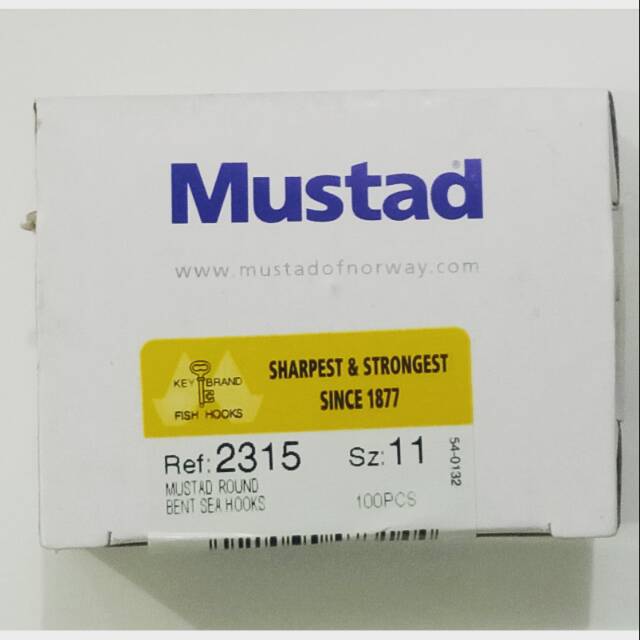 Mustad®
www.mustadofnorway.com
KEY BRAND
FISH HOOKS
SHARPEST & STRONGEST
SINCE 1877
Ref: 2315 Sz: 11
MUSTAD ROUND
BENT SEA HOOKS
100PCS
54-0132